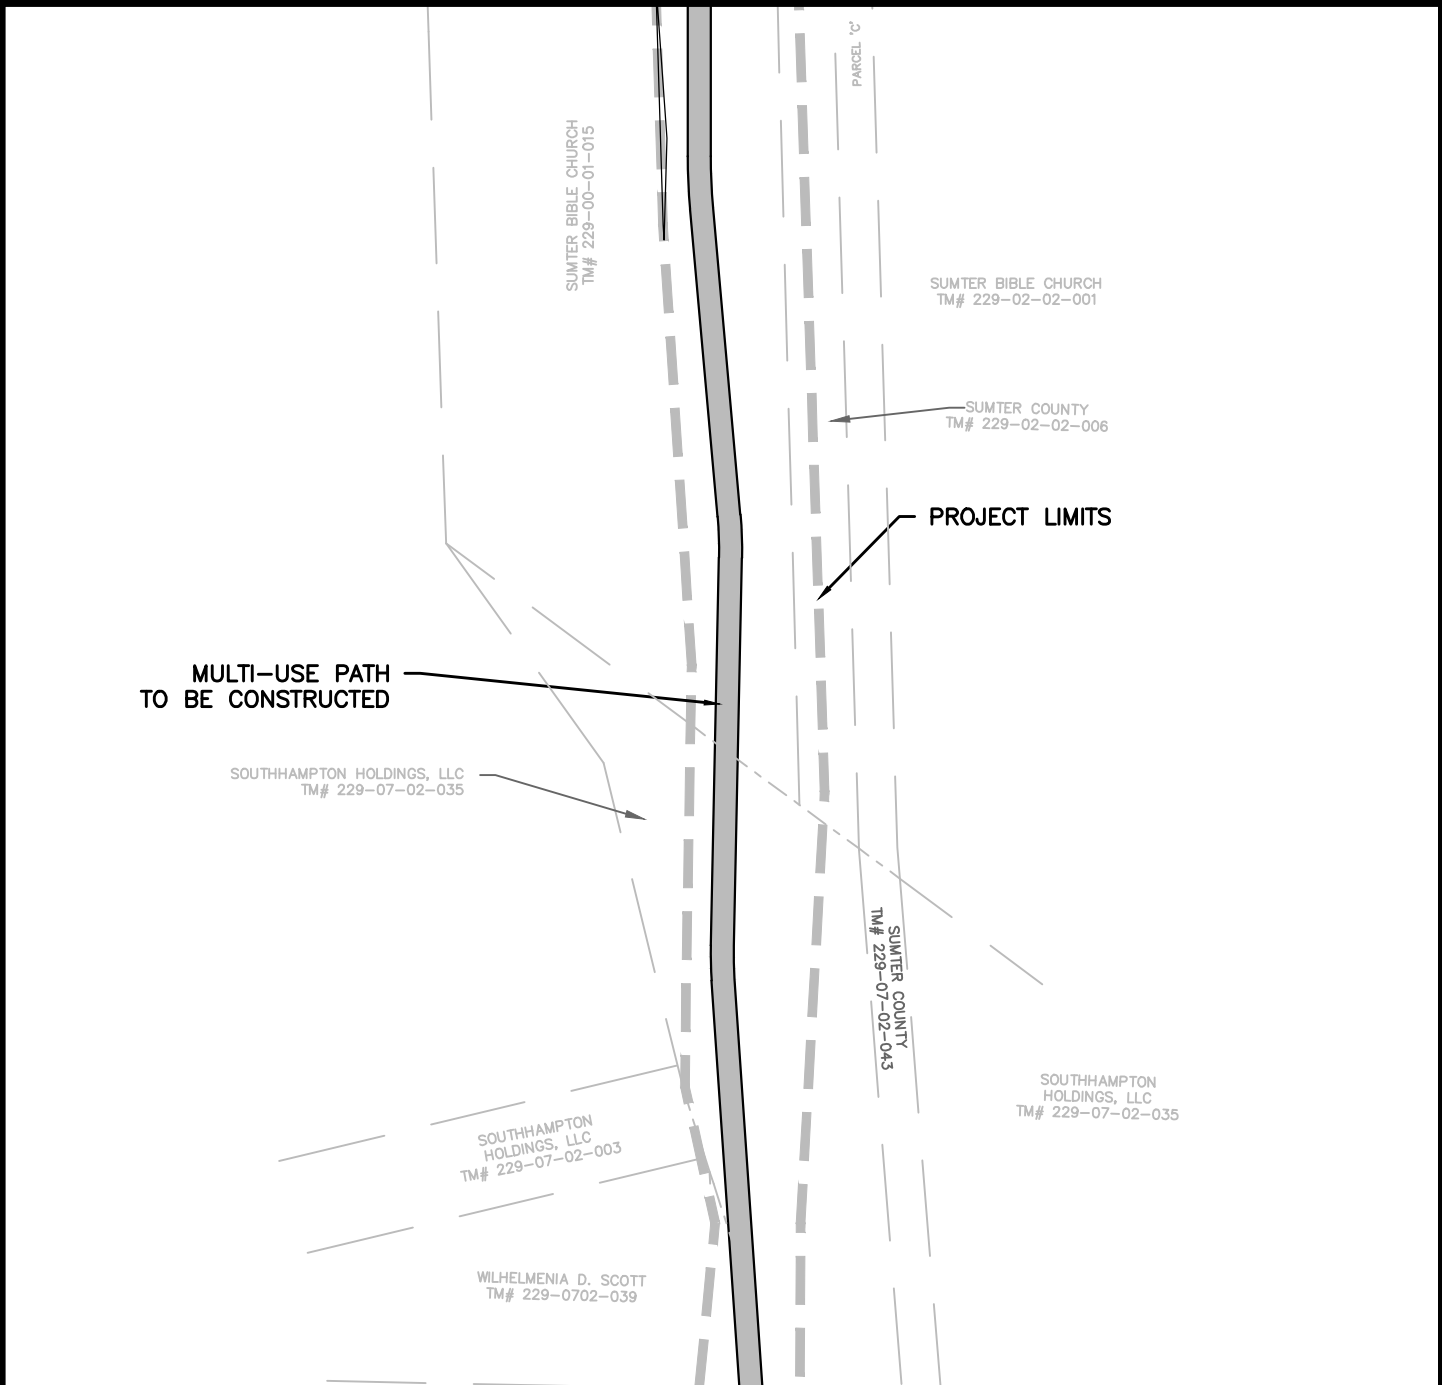 PARCEL 'C'
SUMTER BIBLE CHURCH
TM# 229-00-01-015
SUMTER BIBLE CHURCH
TM# 229-02-02-001
SUMTER COUNTY
TM# 229-02-02-006
PROJECT LIMITS
MULTI-USE PATH
TO BE CONSTRUCTED
SOUTHHAMPTON HOLDINGS, LLC
TM# 229-07-02-035
SUMTER COUNTY
TM# 229-07-02-043
SOUTHHAMPTON
HOLDINGS, LLC
TM# 229-07-02-035
SOUTHHAMPTON
HOLDINGS, LLC
TM# 229-07-02-003
WILHELMENIA D. SCOTT
TM# 229-0702-039